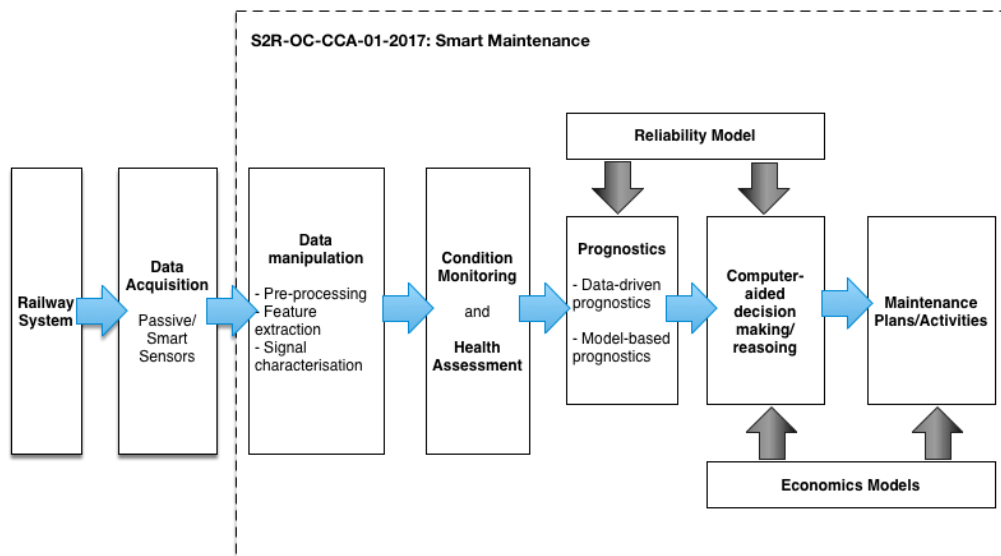 S2R-OC-CCA-01-2017: Smart Maintenance
Reliability Model
Railway
System
Data
Acquisition
Passive/
Smart
Sensors
Data
manipulation
- Pre-processing
- Feature
extraction
- Signal
characterisation
Condition
Monitoring
and
Health
Assessment
Prognostics
- Data-driven
prognostics
- Model-based
prognostics
Computer-
aided
decision
making/
reasoing
Maintenance
Plans/Activities
Economics Models